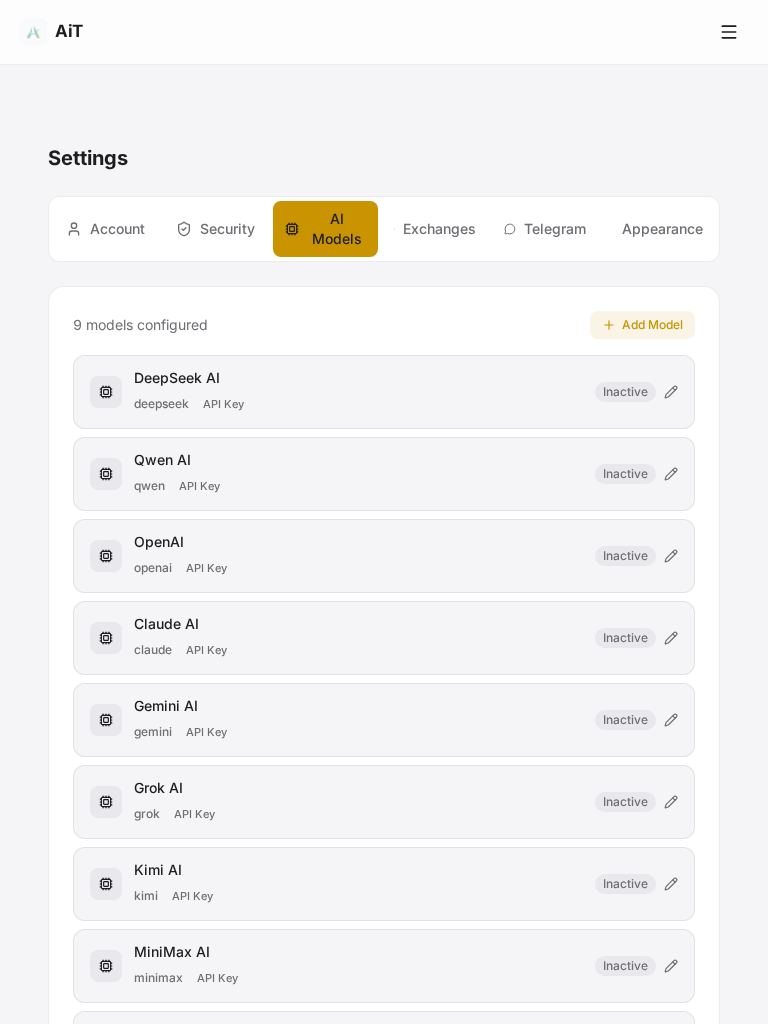 AiT
Settings
Account
Security
AI
Models
Exchanges
Telegram
Appearance
9 models configured
Add Model
DeepSeek AI
deepseek API Key
Inactive
Qwen AI
qwen API Key
Inactive
OpenAI
openai API Key
Inactive
Claude AI
claude API Key
Inactive
Gemini AI
gemini API Key
Inactive
Grok AI
grok API Key
Inactive
Kimi AI
kimi API Key
Inactive
MiniMax AI
minimax API Key
Inactive